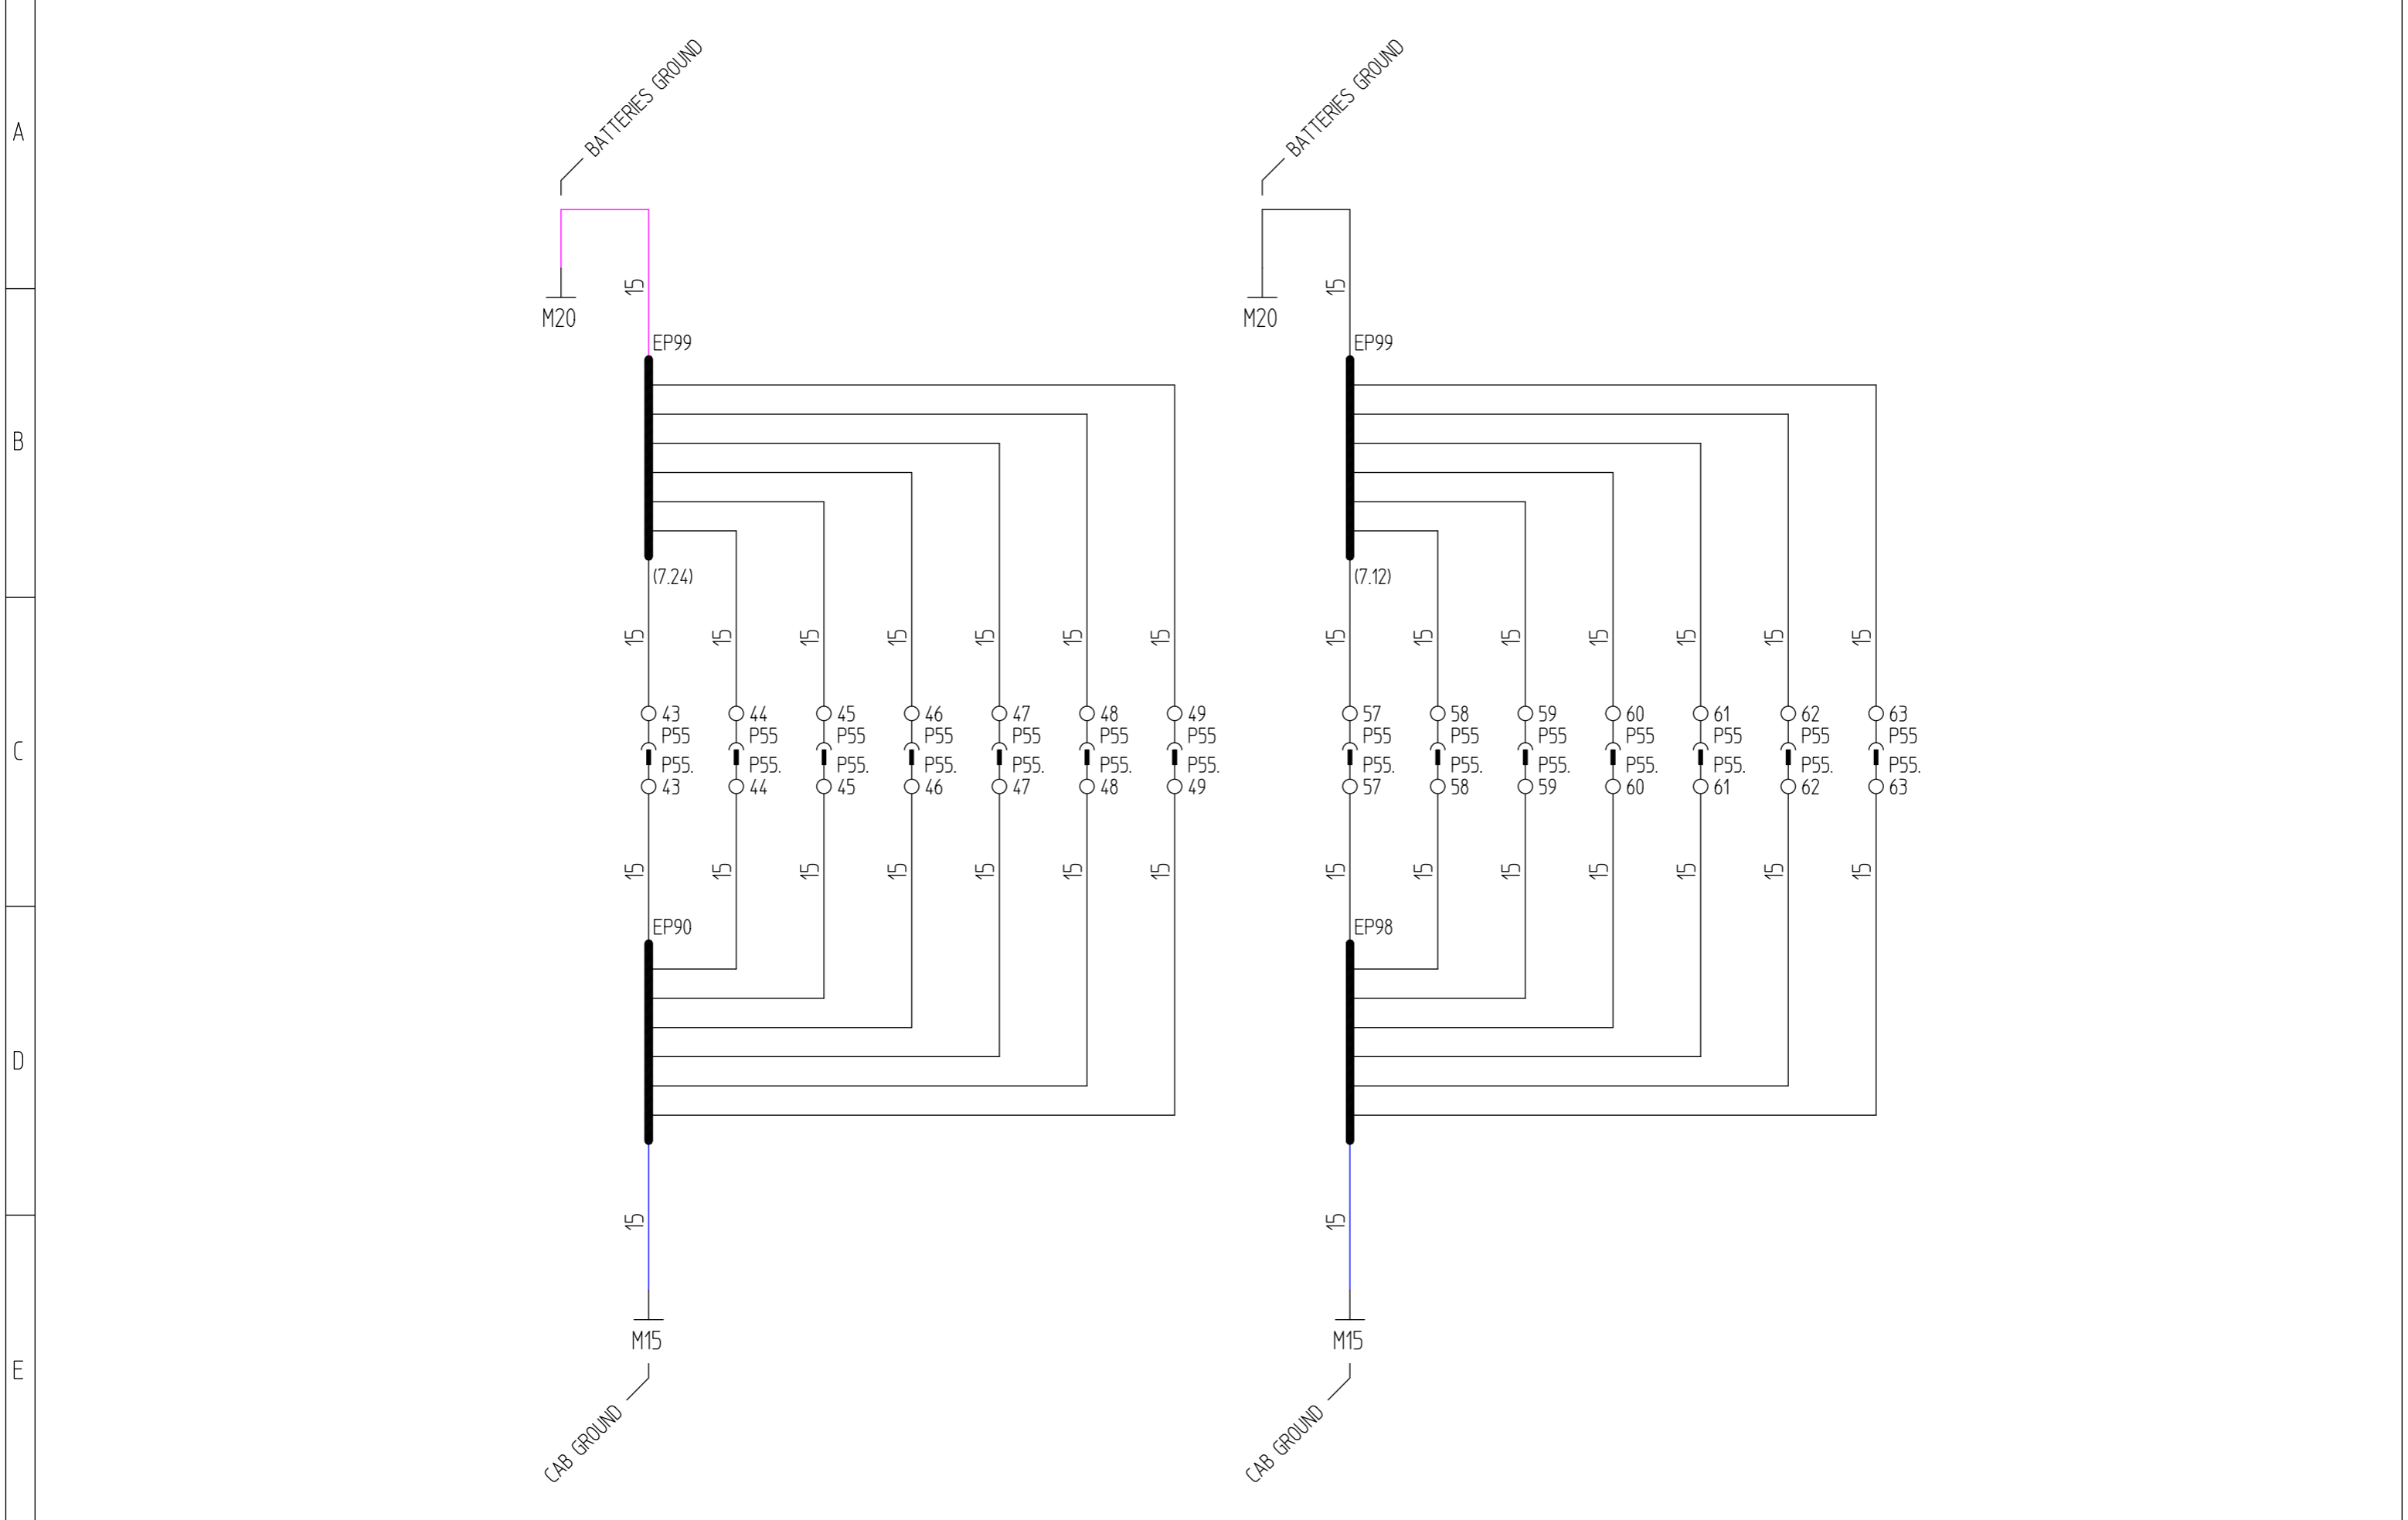 A
B
C
D
E
BATTERIES GROUND
BATTERIES GROUND
15
15
M20
M20
EP99
EP99
(7.24)
(7.12)
15 15 15 15 15 15 15
15 15 15 15 15 15 15
43 44 45 46 47 48 49
57 58 59 60 61 62 63
P55 P55 P55 P55 P55 P55 P55
P55 P55 P55 P55 P55 P55 P55
P55. P55. P55. P55. P55. P55. P55.
P55. P55. P55. P55. P55. P55. P55.
43 44 45 46 47 48 49
57 58 59 60 61 62 63
15 15 15 15 15 15 15
15 15 15 15 15 15 15
EP90
EP98
15
15
M15
M15
CAB GROUND
CAB GROUND